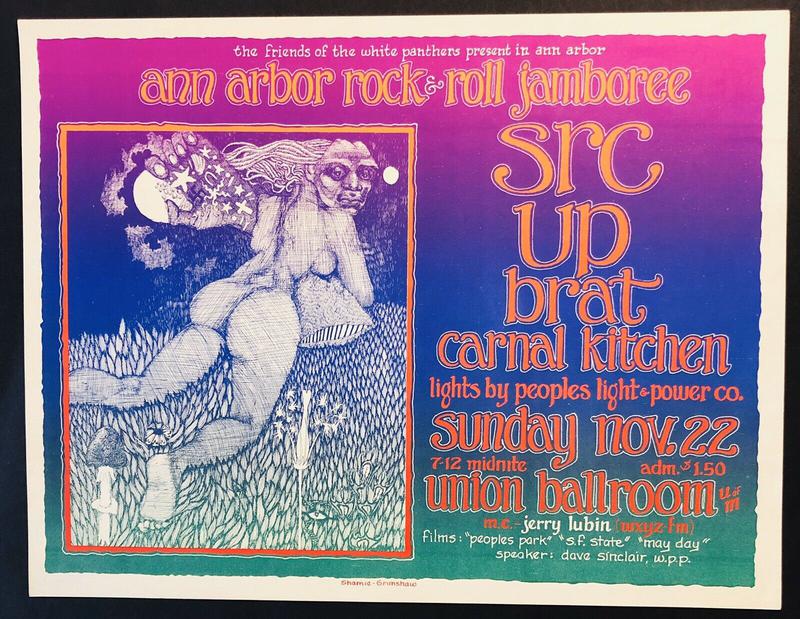 the friends of the white panthers present in ann arbor
ann arbor rock & roll jamboree
src
up
brat
carnal kitchen
lights by peoples light & power co.
sunday nov. 22
7-12 midnite adm. $1.50
union ballroom u of m
m.c. - jerry lubin (wxyz-fm)
films: "peoples park" "s.f. state" "may day"
speaker: dave sinclair, w.p.p.
Shamie - Grimshaw